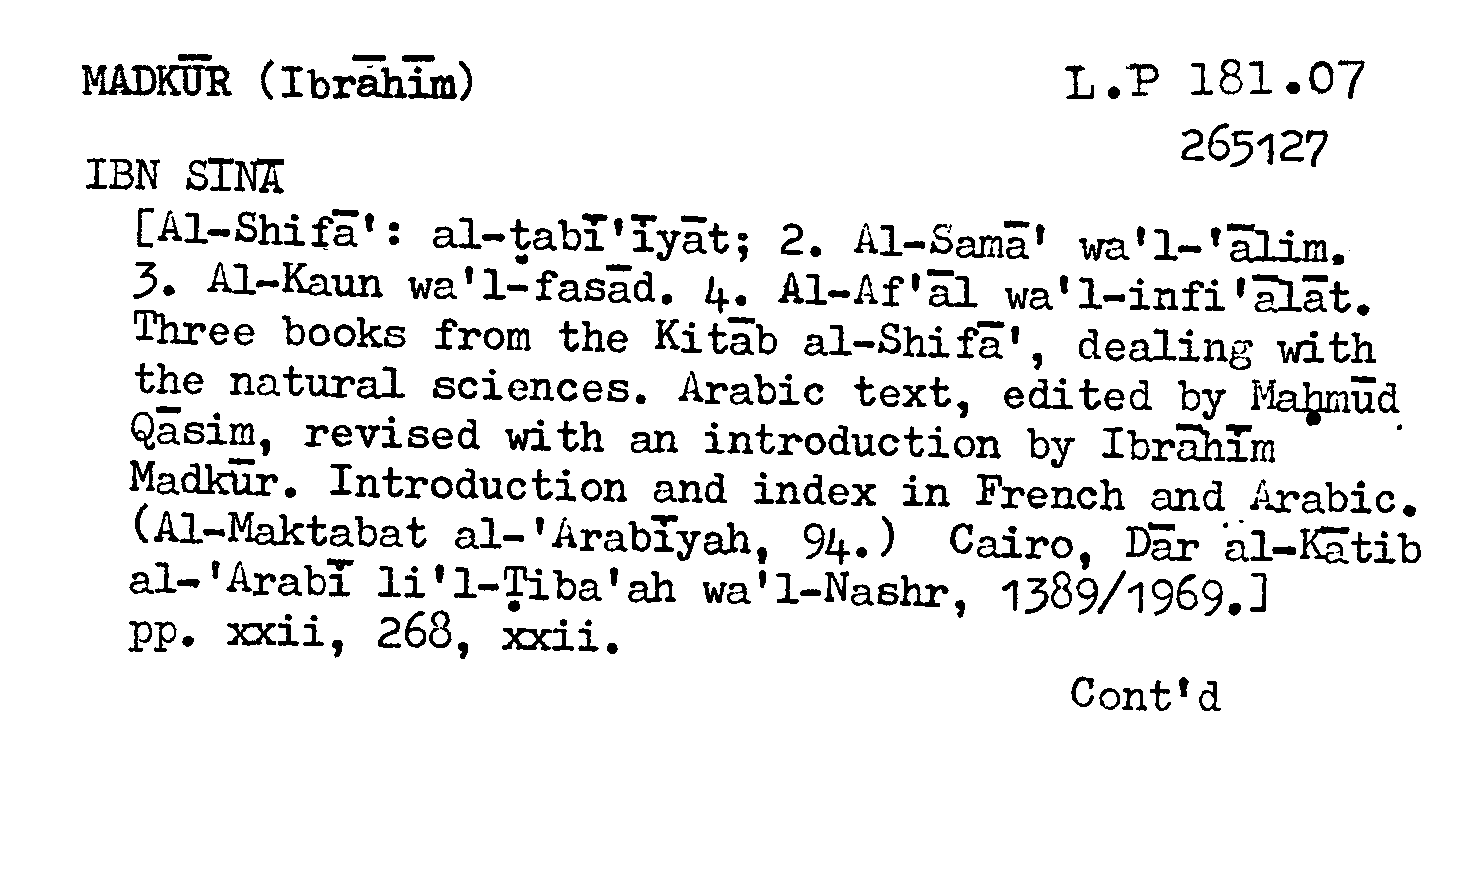 MADKŪR (Ibrāhīm)
L.P 181.07
265127
IBN SĪNĀ
[Al-Shifā': al-ṭabī'īyāt; 2. Al-Samā' wa'l-'ālim.
3. Al-Kaun wa'l-fasād. 4. Al-Af'āl wa'l-infi'ālāt.
Three books from the Kitāb al-Shifā', dealing with
the natural sciences. Arabic text, edited by Maḥmūd
Qāsim, revised with an introduction by Ibrāhīm
Madkūr. Introduction and index in French and Arabic.
(Al-Maktabat al-'Arabīyah, 94.) Cairo, Dār al-Kātib
al-'Arabī li'l-Ṭiba'ah wa'l-Nashr, 1389/1969.]
pp. xxii, 268, xxii.
Cont'd